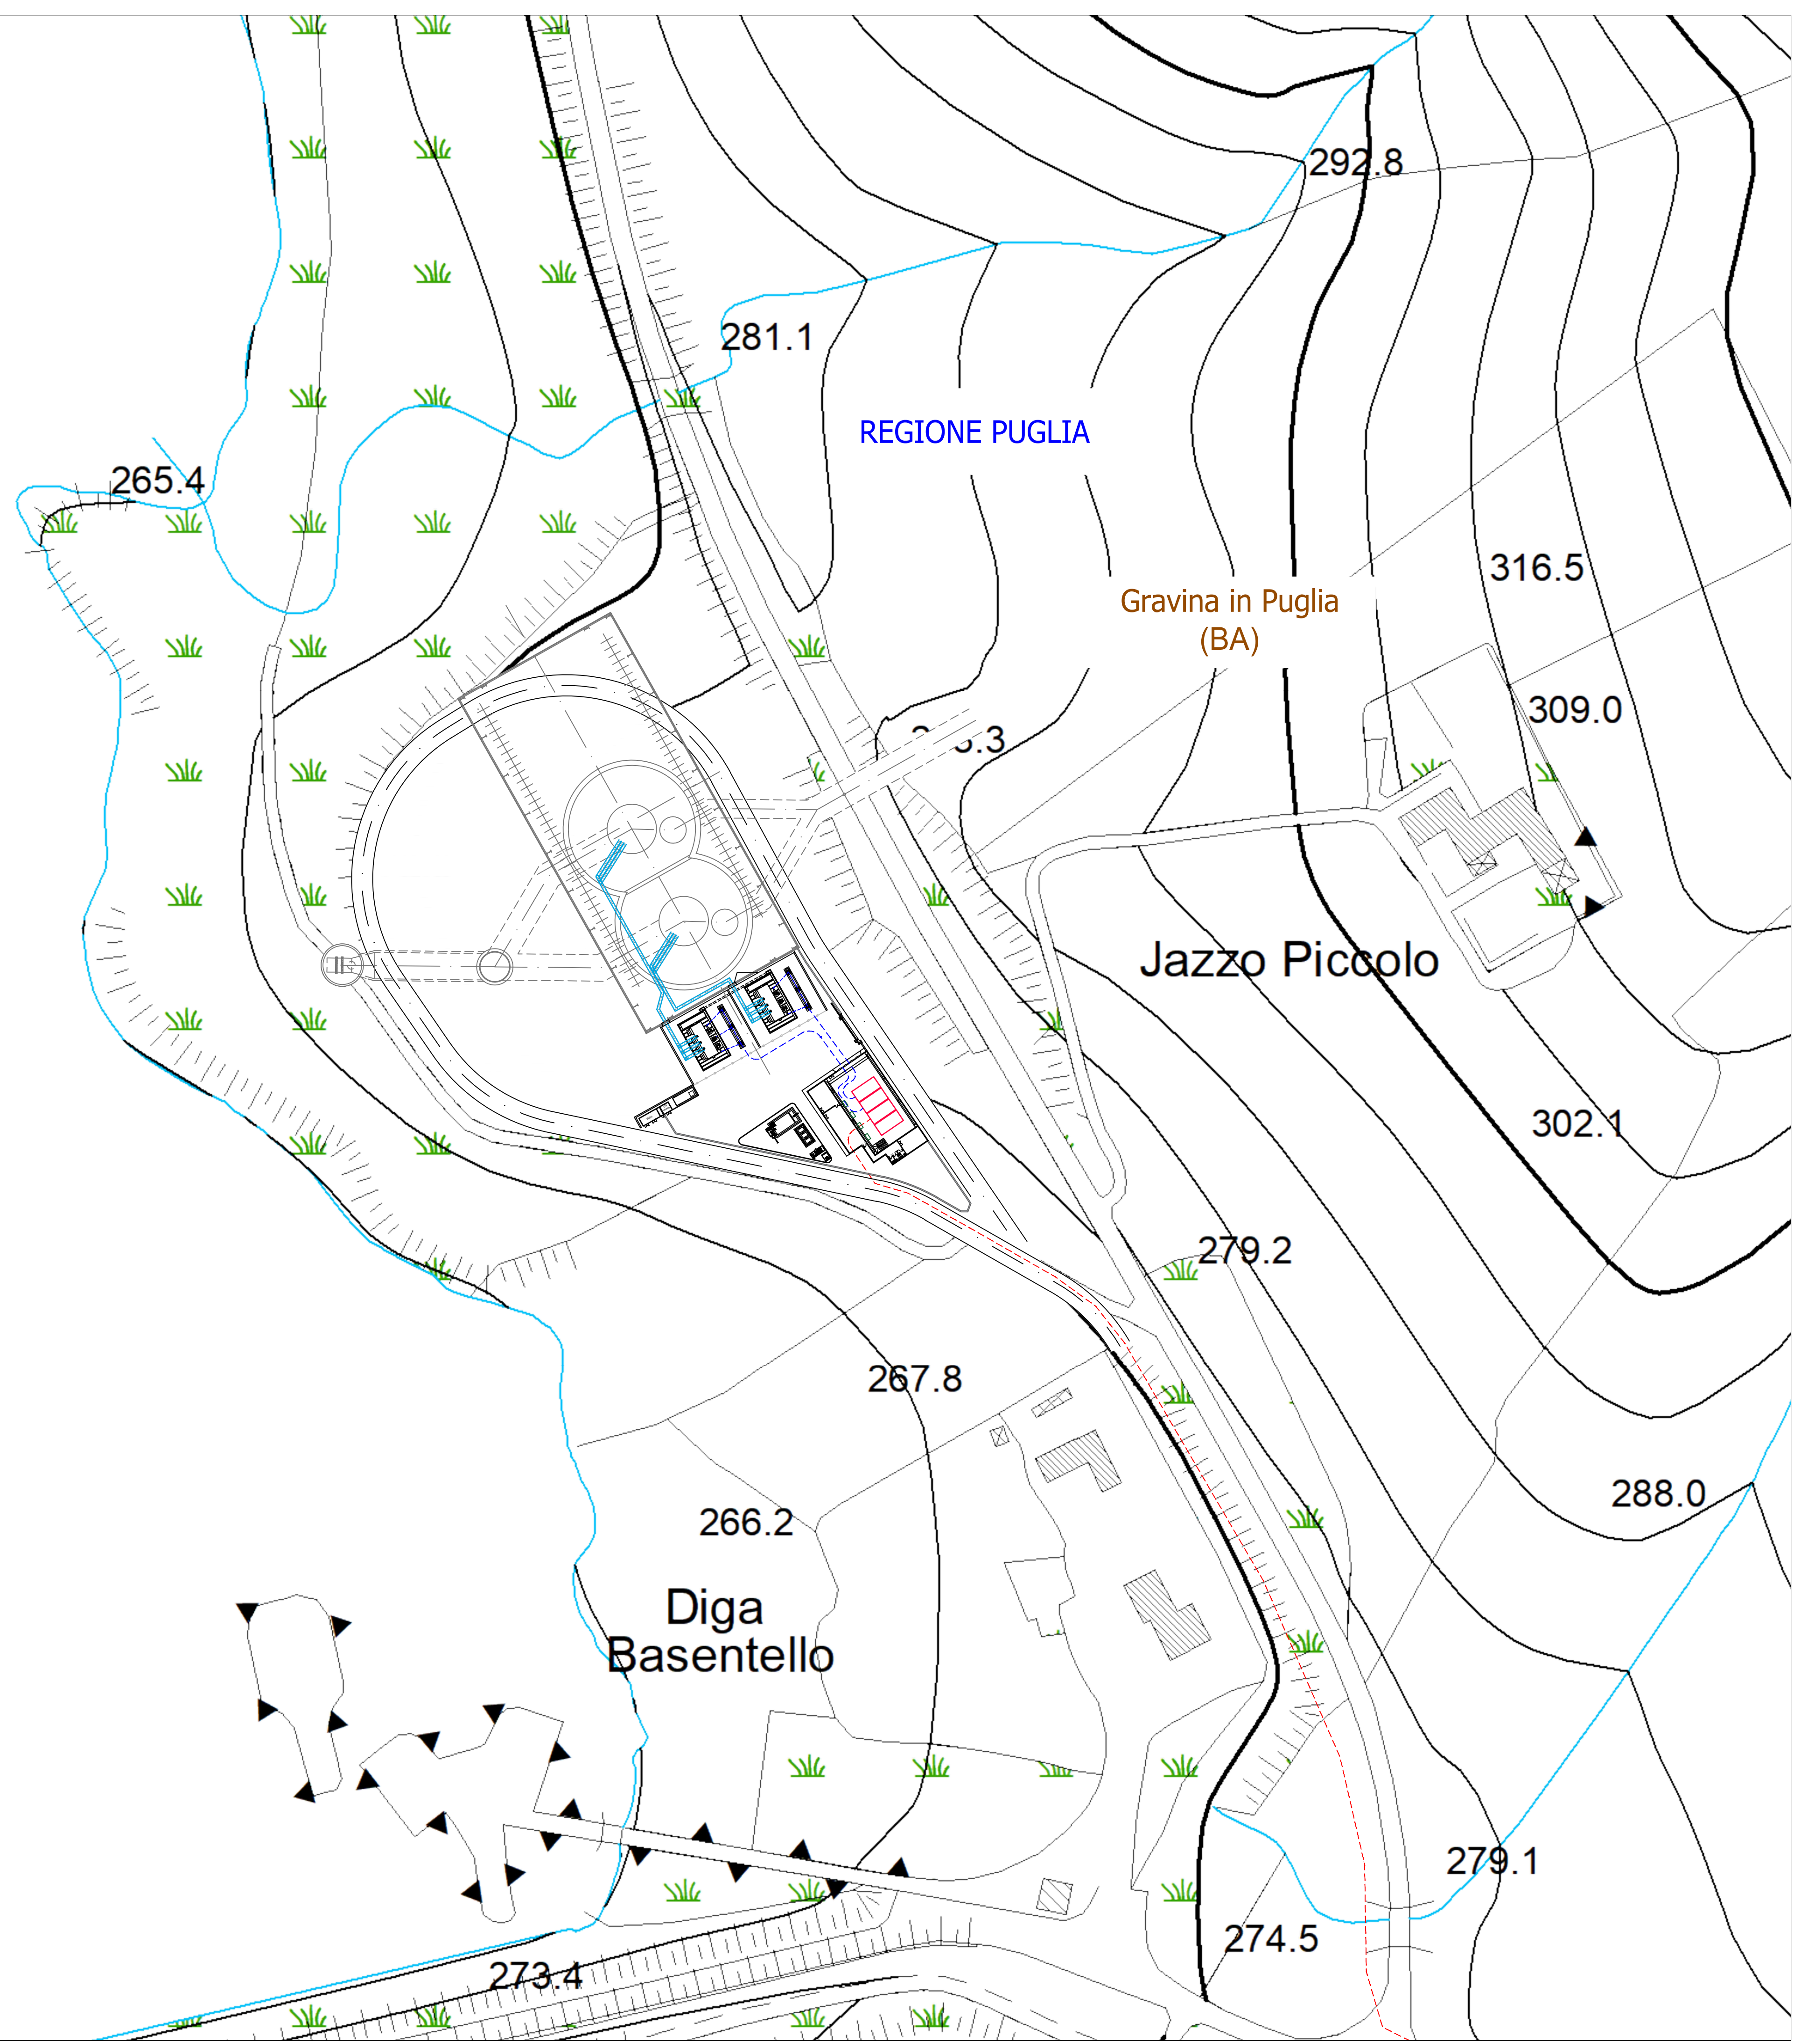 292.8
281.1
REGIONE PUGLIA
265.4
316.5
Gravina in Puglia
(BA)
309.0
Jazzo Piccolo
302.1
279.2
267.8
288.0
266.2
Diga
Basentello
279.1
274.5
273.4